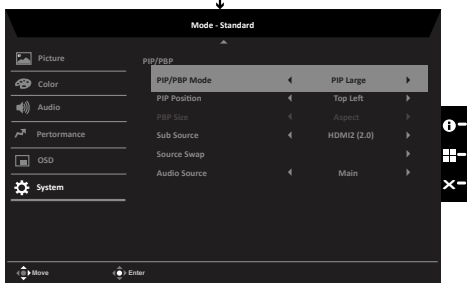 Mode - Standard
Picture
PIP/PBP
Color
PIP/PBP Mode PIP Large
Audio
PIP Position Top Left
PBP Size Aspect
Pertormance
Sub Source HDMI2 (2.0)
OSD
Source Swap
System
Audio Source Main
Move Enter